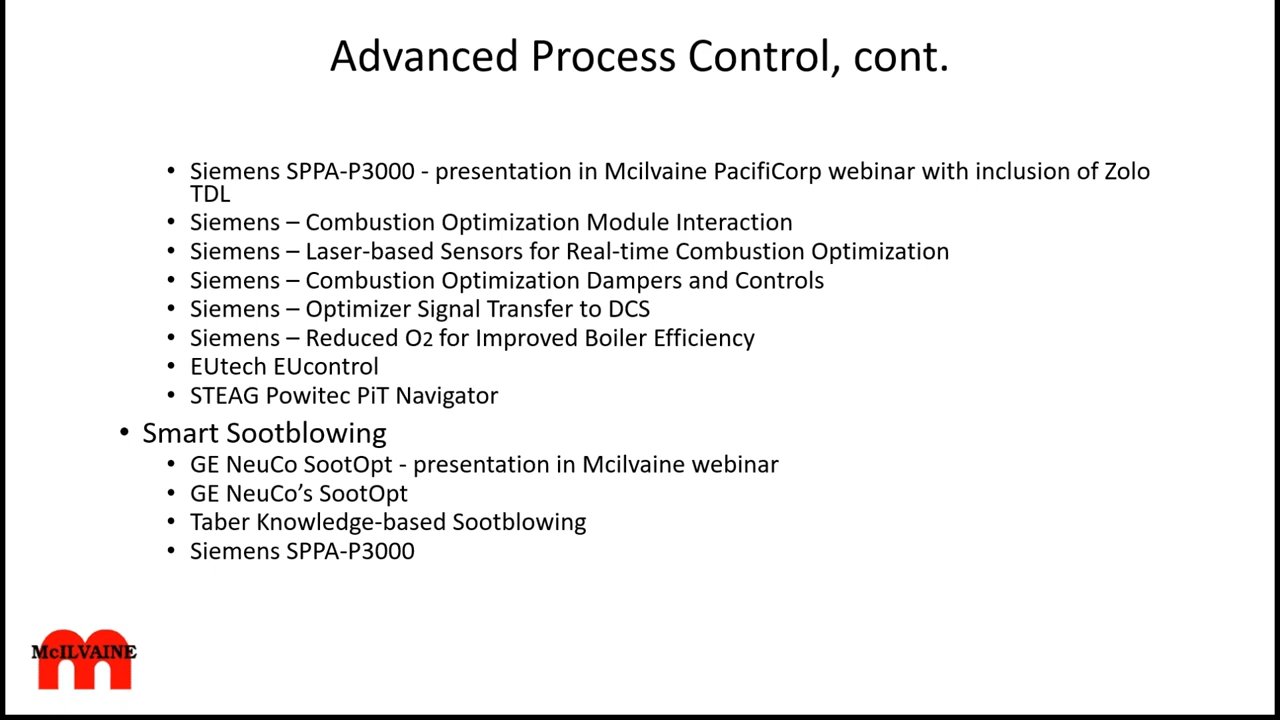 Advanced Process Control, cont.
• Siemens SPPA-P3000 - presentation in Mcilvaine PacifiCorp webinar with inclusion of Zolo
TDL
• Siemens – Combustion Optimization Module Interaction
• Siemens – Laser-based Sensors for Real-time Combustion Optimization
• Siemens – Combustion Optimization Dampers and Controls
• Siemens – Optimizer Signal Transfer to DCS
• Siemens – Reduced O2 for Improved Boiler Efficiency
• EUtech EUcontrol
• STEAG Powitec PiT Navigator
• Smart Sootblowing
• GE NeuCo SootOpt - presentation in Mcilvaine webinar
• GE NeuCo’s SootOpt
• Taber Knowledge-based Sootblowing
• Siemens SPPA-P3000
McILVAINE